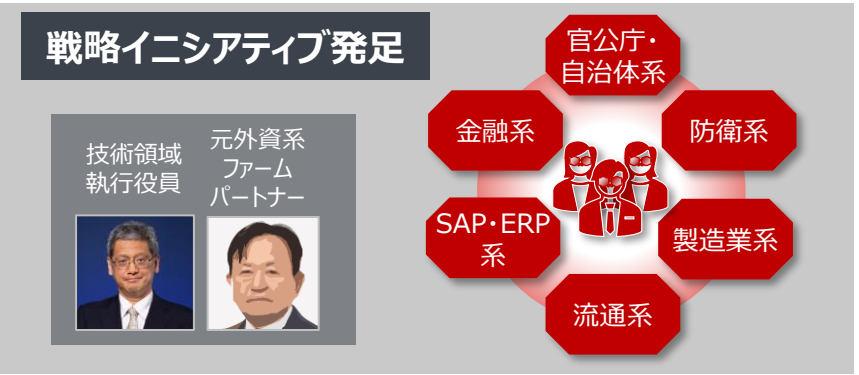 戦略イニシアティブ発足
技術領域
執行役員
元外資系
ファーム
パートナー
官公庁・
自治体系
金融系
防衛系
SAP・ERP
系
製造業系
流通系